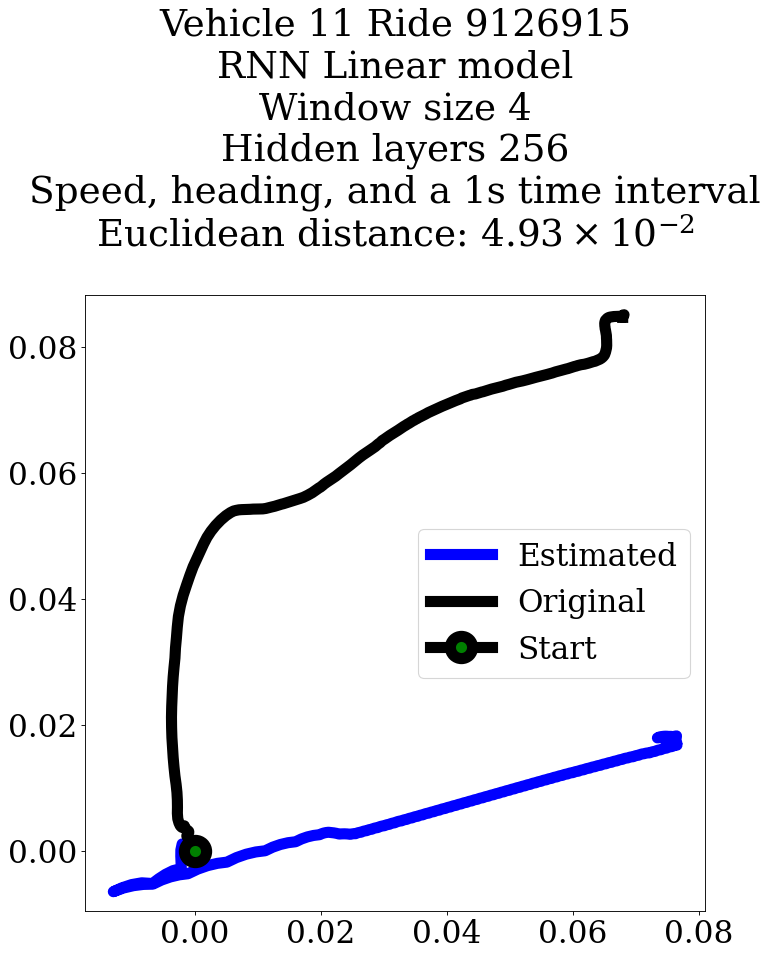 Vehicle 11 Ride 9126915
RNN Linear model
Window size 4
Hidden layers 256
Speed, heading, and a 1s time interval
Euclidean distance: 4.93 × 10⁻²
0.08
0.06
0.04
0.02
0.00
Estimated
Original
Start
0.00 0.02 0.04 0.06 0.08